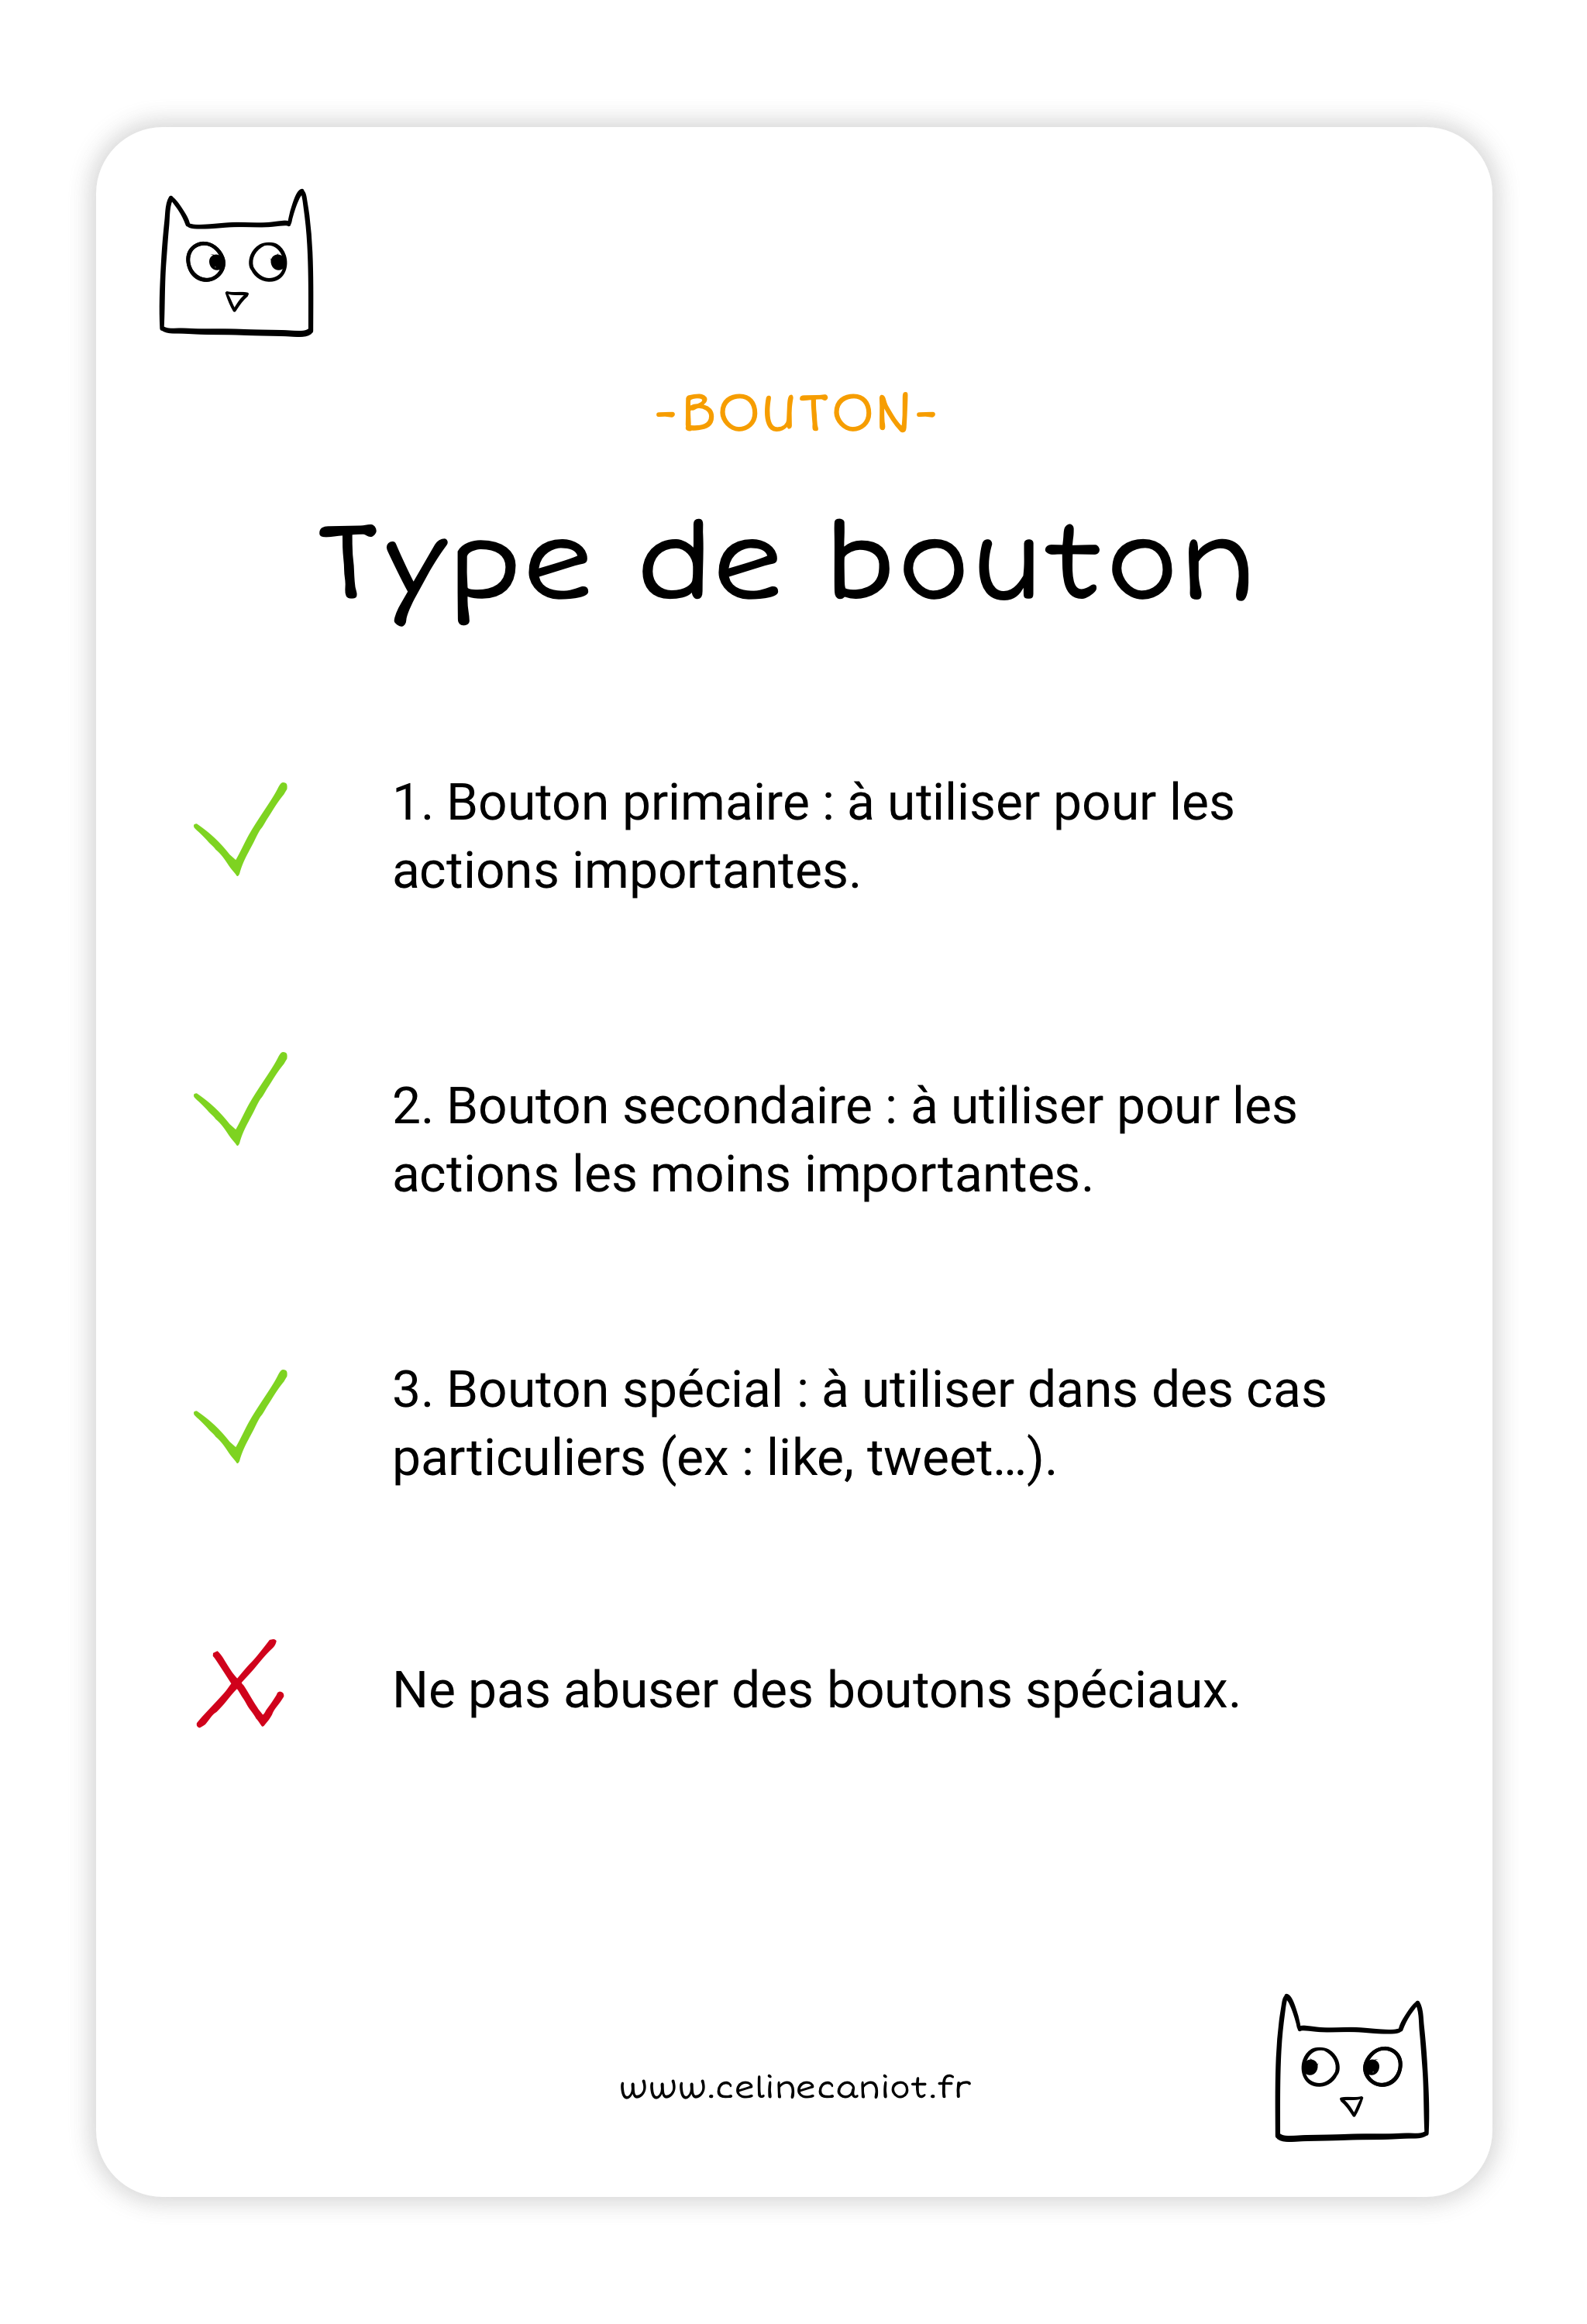 -BOUTON-
Type de bouton
1. Bouton primaire : à utiliser pour les
actions importantes.
2. Bouton secondaire : à utiliser pour les
actions les moins importantes.
3. Bouton spécial : à utiliser dans des cas
particuliers (ex : like, tweet…).
Ne pas abuser des boutons spéciaux.
www.celinecaniot.fr